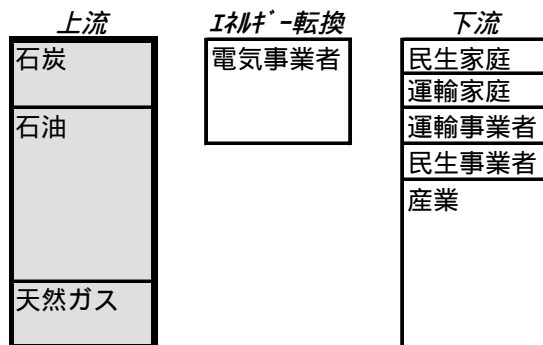 上流
石炭
石油
天然ガス
ｴﾈﾙｷﾞｰ転換
電気事業者
下流
民生家庭
運輸家庭
運輸事業者
民生事業者
産業